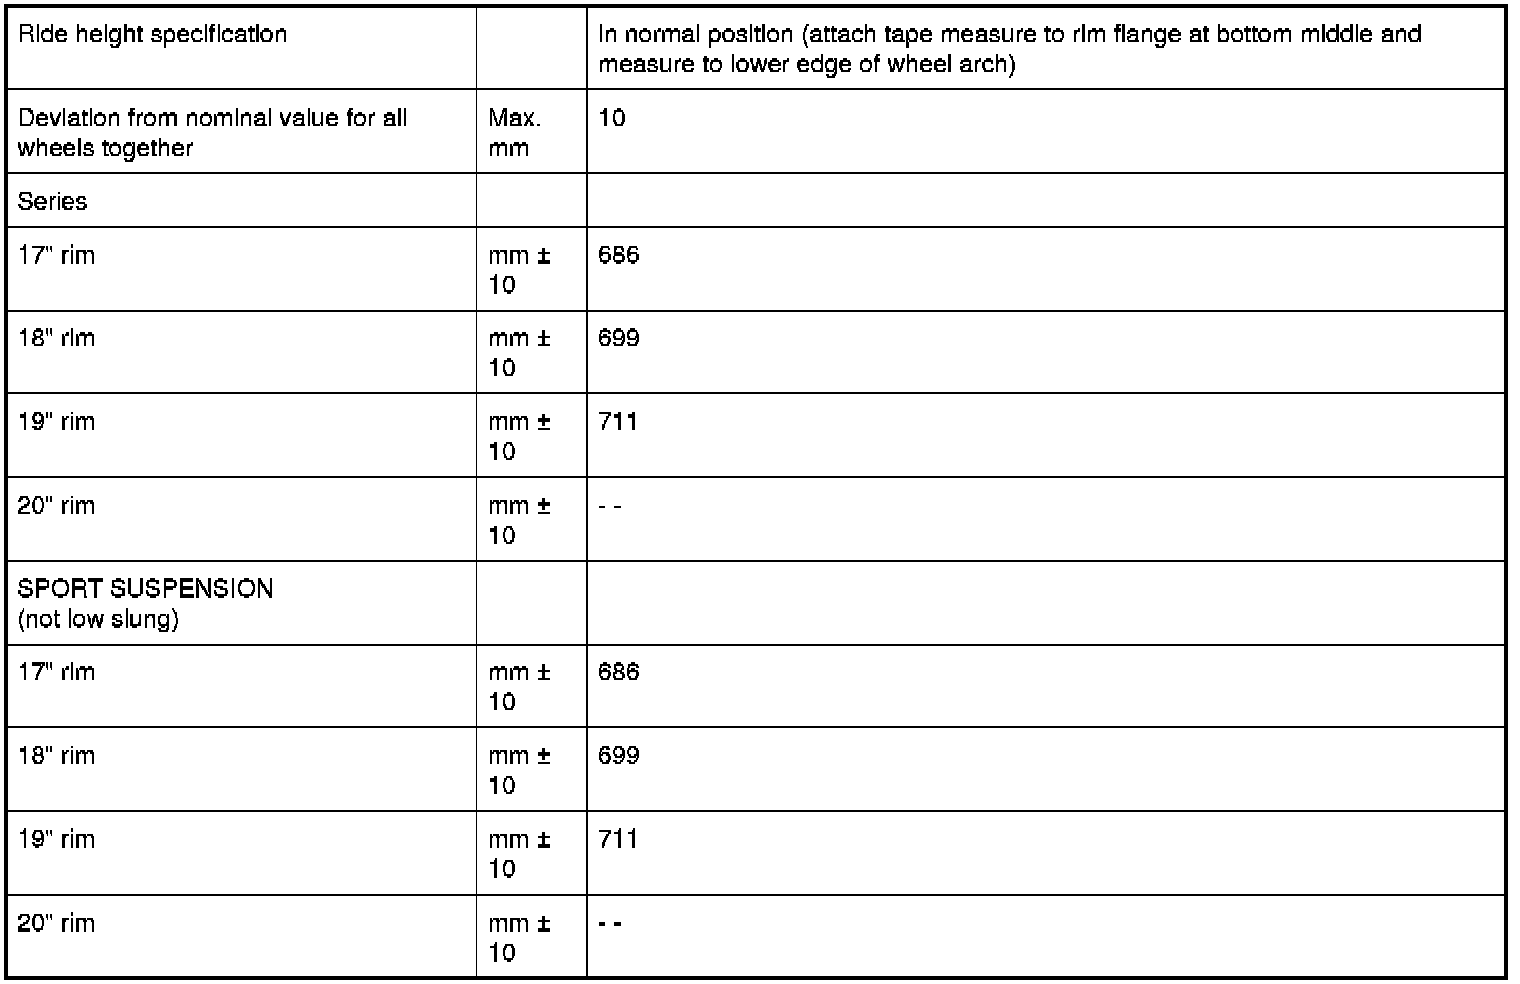 Ride height specification
In normal position (attach tape measure to rim flange at bottom middle and
measure to lower edge of wheel arch)
Deviation from nominal value for all
wheels together
Max.
mm
10
Series
17" rim
mm ±
10
686
18" rim
mm ±
10
699
19" rim
mm ±
10
711
20" rim
mm ±
10
- -
SPORT SUSPENSION
(not low slung)
17" rim
mm ±
10
686
18" rim
mm ±
10
699
19" rim
mm ±
10
711
20" rim
mm ±
10
- -